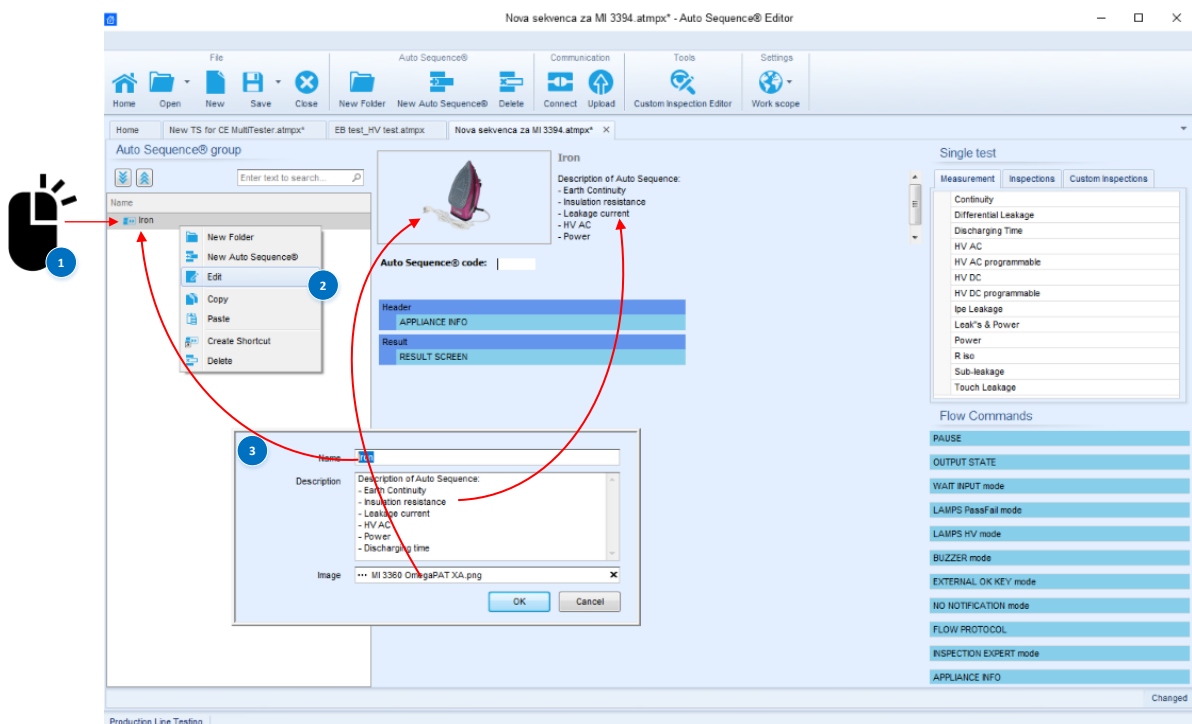 Nova sekvenca za MI 3394.atmpx* - Auto Sequence® Editor
File
Auto Sequence®
Communication
Tools
Settings
Home
Open
New
Save
Close
New Folder
New Auto Sequence®
Delete
Connect
Upload
Custom Inspection Editor
Work scope
Home
New TS for CE MultiTester.atmpx*
EB test_HV test.atmpx
Nova sekvenca za MI 3394.atmpx*
Auto Sequence® group
Enter text to search...
Name
Iron
1
New Folder
New Auto Sequence®
Edit
2
Copy
Paste
Create Shortcut
Delete
Iron
Description of Auto Sequence:
- Earth Continuity
- Insulation resistance
- Leakage current
- HV AC
- Power
Auto Sequence® code:
Header
APPLIANCE INFO
Result
RESULT SCREEN
3
Name
Iron
Description
Description of Auto Sequence:
- Earth Continuity
- Insulation resistance
- Leakage current
- HV AC
- Power
- Discharging time
Image
... MI 3360 OmegaPAT XA.png
OK
Cancel
Single test
Measurement
Inspections
Custom Inspections
Continuity
Differential Leakage
Discharging Time
HV AC
HV AC programmable
HV DC
HV DC programmable
Ipe Leakage
Leak"s & Power
Power
R iso
Sub-leakage
Touch Leakage
Flow Commands
PAUSE
OUTPUT STATE
WAIT INPUT mode
LAMPS PassFail mode
LAMPS HV mode
BUZZER mode
EXTERNAL OK KEY mode
NO NOTIFICATION mode
FLOW PROTOCOL
INSPECTION EXPERT mode
APPLIANCE INFO
Changed
Production Line Testing